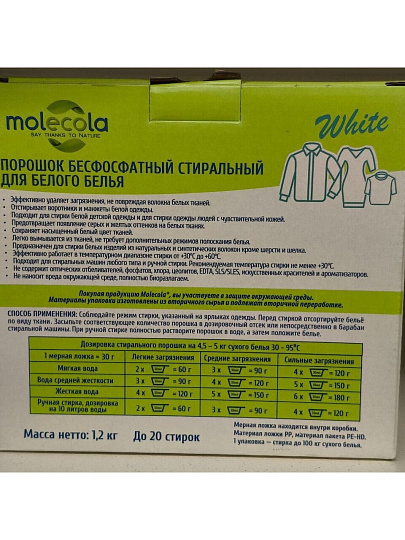 molecola
SAY THANKS TO NATURE
White
ПОРОШОК БЕСФОСФАТНЫЙ СТИРАЛЬНЫЙ
ДЛЯ БЕЛОГО БЕЛЬЯ
• Эффективно удаляет загрязнения, не повреждая волокна белых тканей.
• Отстирывает воротники и манжеты белой одежды.
• Подходит для стирки белой детской одежды и для стирки одежды людей с чувствительной кожей.
• Предотвращает появление серых и желтых оттенков на белых тканях.
• Сохраняет насыщенный белый цвет тканей.
• Легко вымывается из ткани, не требует дополнительных режимов полоскания белья.
• Предназначен для стирки белых изделий из натуральных и синтетических волокон кроме шерсти и шелка.
• Эффективно работает в температурном диапазоне стирки от +30°C до +60°C.
• Подходит для стиральных машин любого типа и ручной стирки. Рекомендуемая температура стирки не менее +30°C.
• Не содержит оптических отбеливателей, фосфатов, хлора, цеолитов, EDTA, SLS/SLES, искусственных красителей и ароматизаторов.
• Не наносит вреда окружающей среде, полностью биоразлагаем.
Покупая продукцию Molecola®, вы участвуете в защите окружающей среды.
Материалы упаковки изготовлены из вторичного сырья и подлежат вторичной переработке.
СПОСОБ ПРИМЕНЕНИЯ: Соблюдайте режим стирки, указанный на ярлыках одежды. Перед стиркой отсортируйте бельё
по виду ткани. Засыпьте соответствующее количество порошка в дозировочный отсек или непосредственно в барабан
стиральной машины. При ручной стирке полностью растворите порошок в воде, а затем положите белье.
Дозировка стирального порошка на 4,5 – 5 кг сухого белья 30 - 95°C
1 мерная ложка = 30 г Легкие загрязнения Средние загрязнения Сильные загрязнения
Мягкая вода 2 x = 60 г 3 x = 90 г 4 x = 120 г
Вода средней жесткости 3 x = 90 г 4 x = 120 г 5 x = 150 г
Жесткая вода 4 x = 120 г 5 x = 150 г 6 x = 180 г
Ручная стирка, дозировка
на 10 литров воды 2 x = 60 г 3 x = 90 г 4 x = 120 г
Масса нетто: 1,2 кг До 20 стирок
Мерная ложка находится внутри коробки.
Материал ложки PP, материал пакета PE-HD.
1 упаковка – стирка до 100 кг сухого белья.